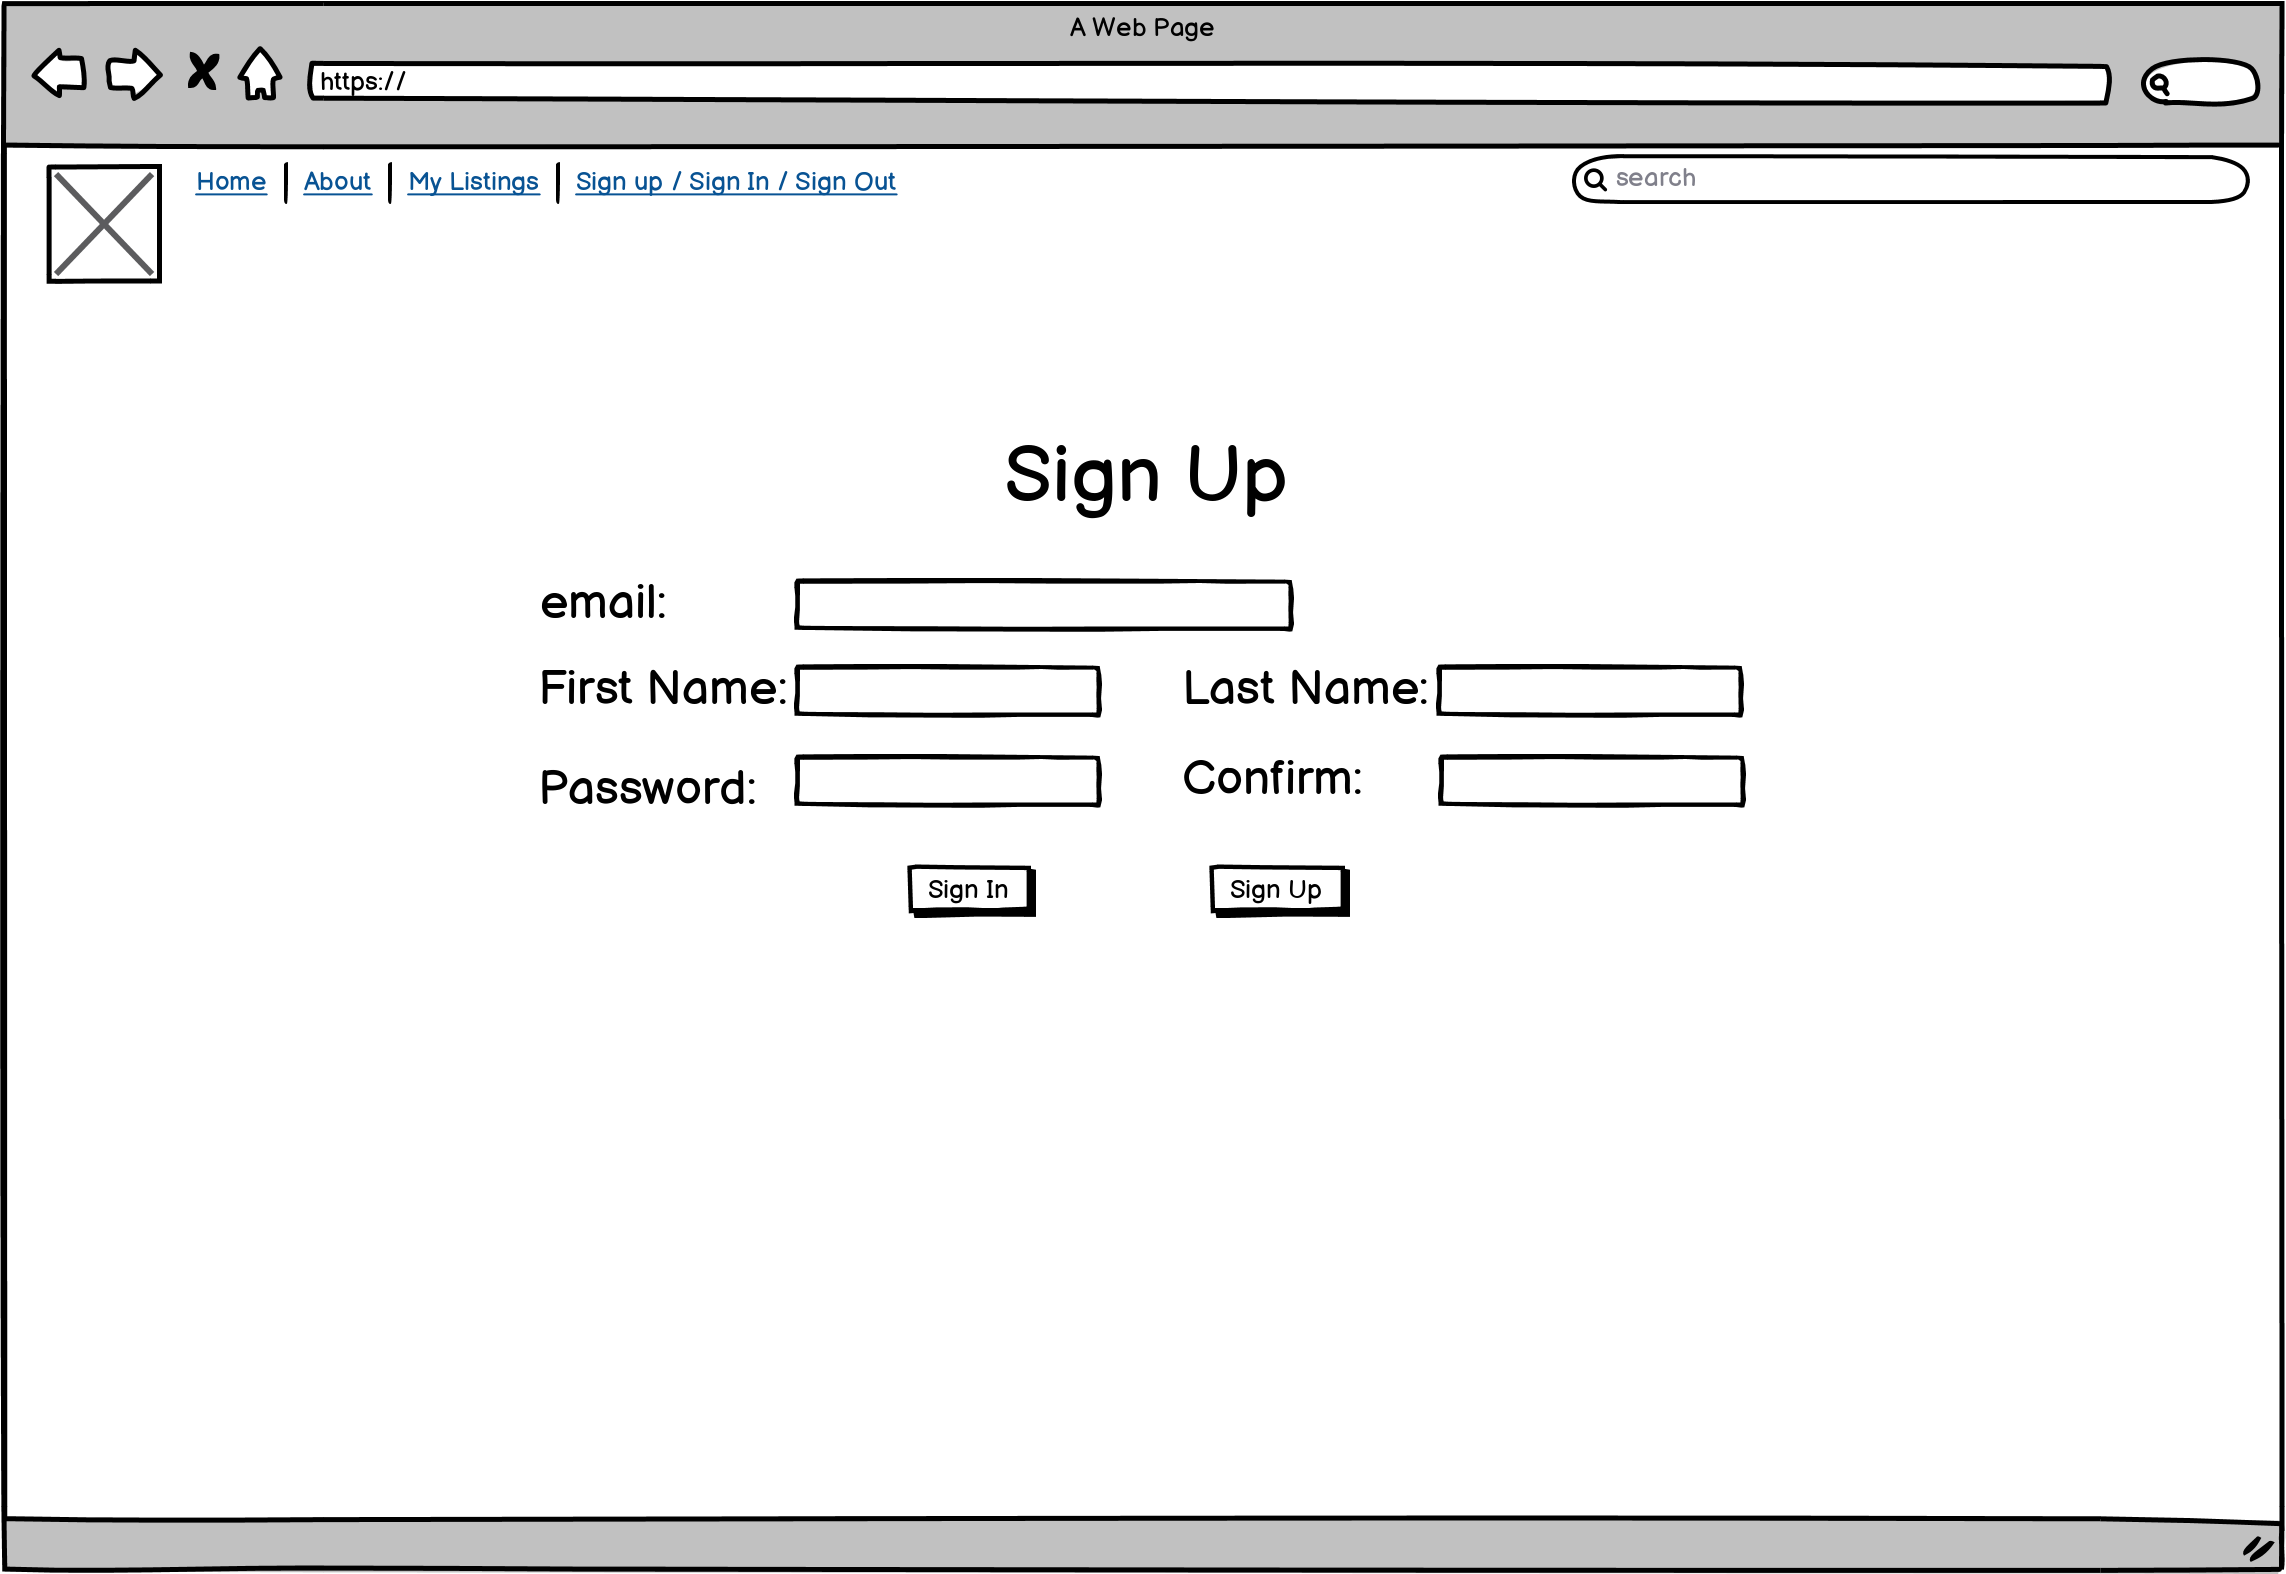 A Web Page
https://
Home About My Listings Sign up / Sign In / Sign Out search
Sign Up
email:
First Name: Last Name:
Password: Confirm:
Sign In Sign Up